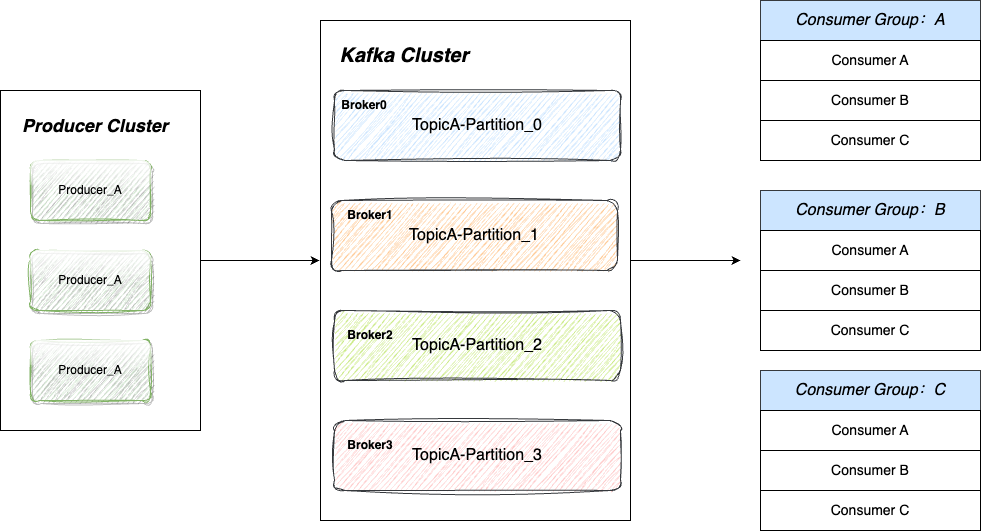 Producer Cluster
Producer_A
Producer_A
Producer_A
Kafka Cluster
Broker0
TopicA-Partition_0
Broker1
TopicA-Partition_1
Broker2
TopicA-Partition_2
Broker3
TopicA-Partition_3
Consumer Group：A
Consumer A
Consumer B
Consumer C
Consumer Group：B
Consumer A
Consumer B
Consumer C
Consumer Group：C
Consumer A
Consumer B
Consumer C